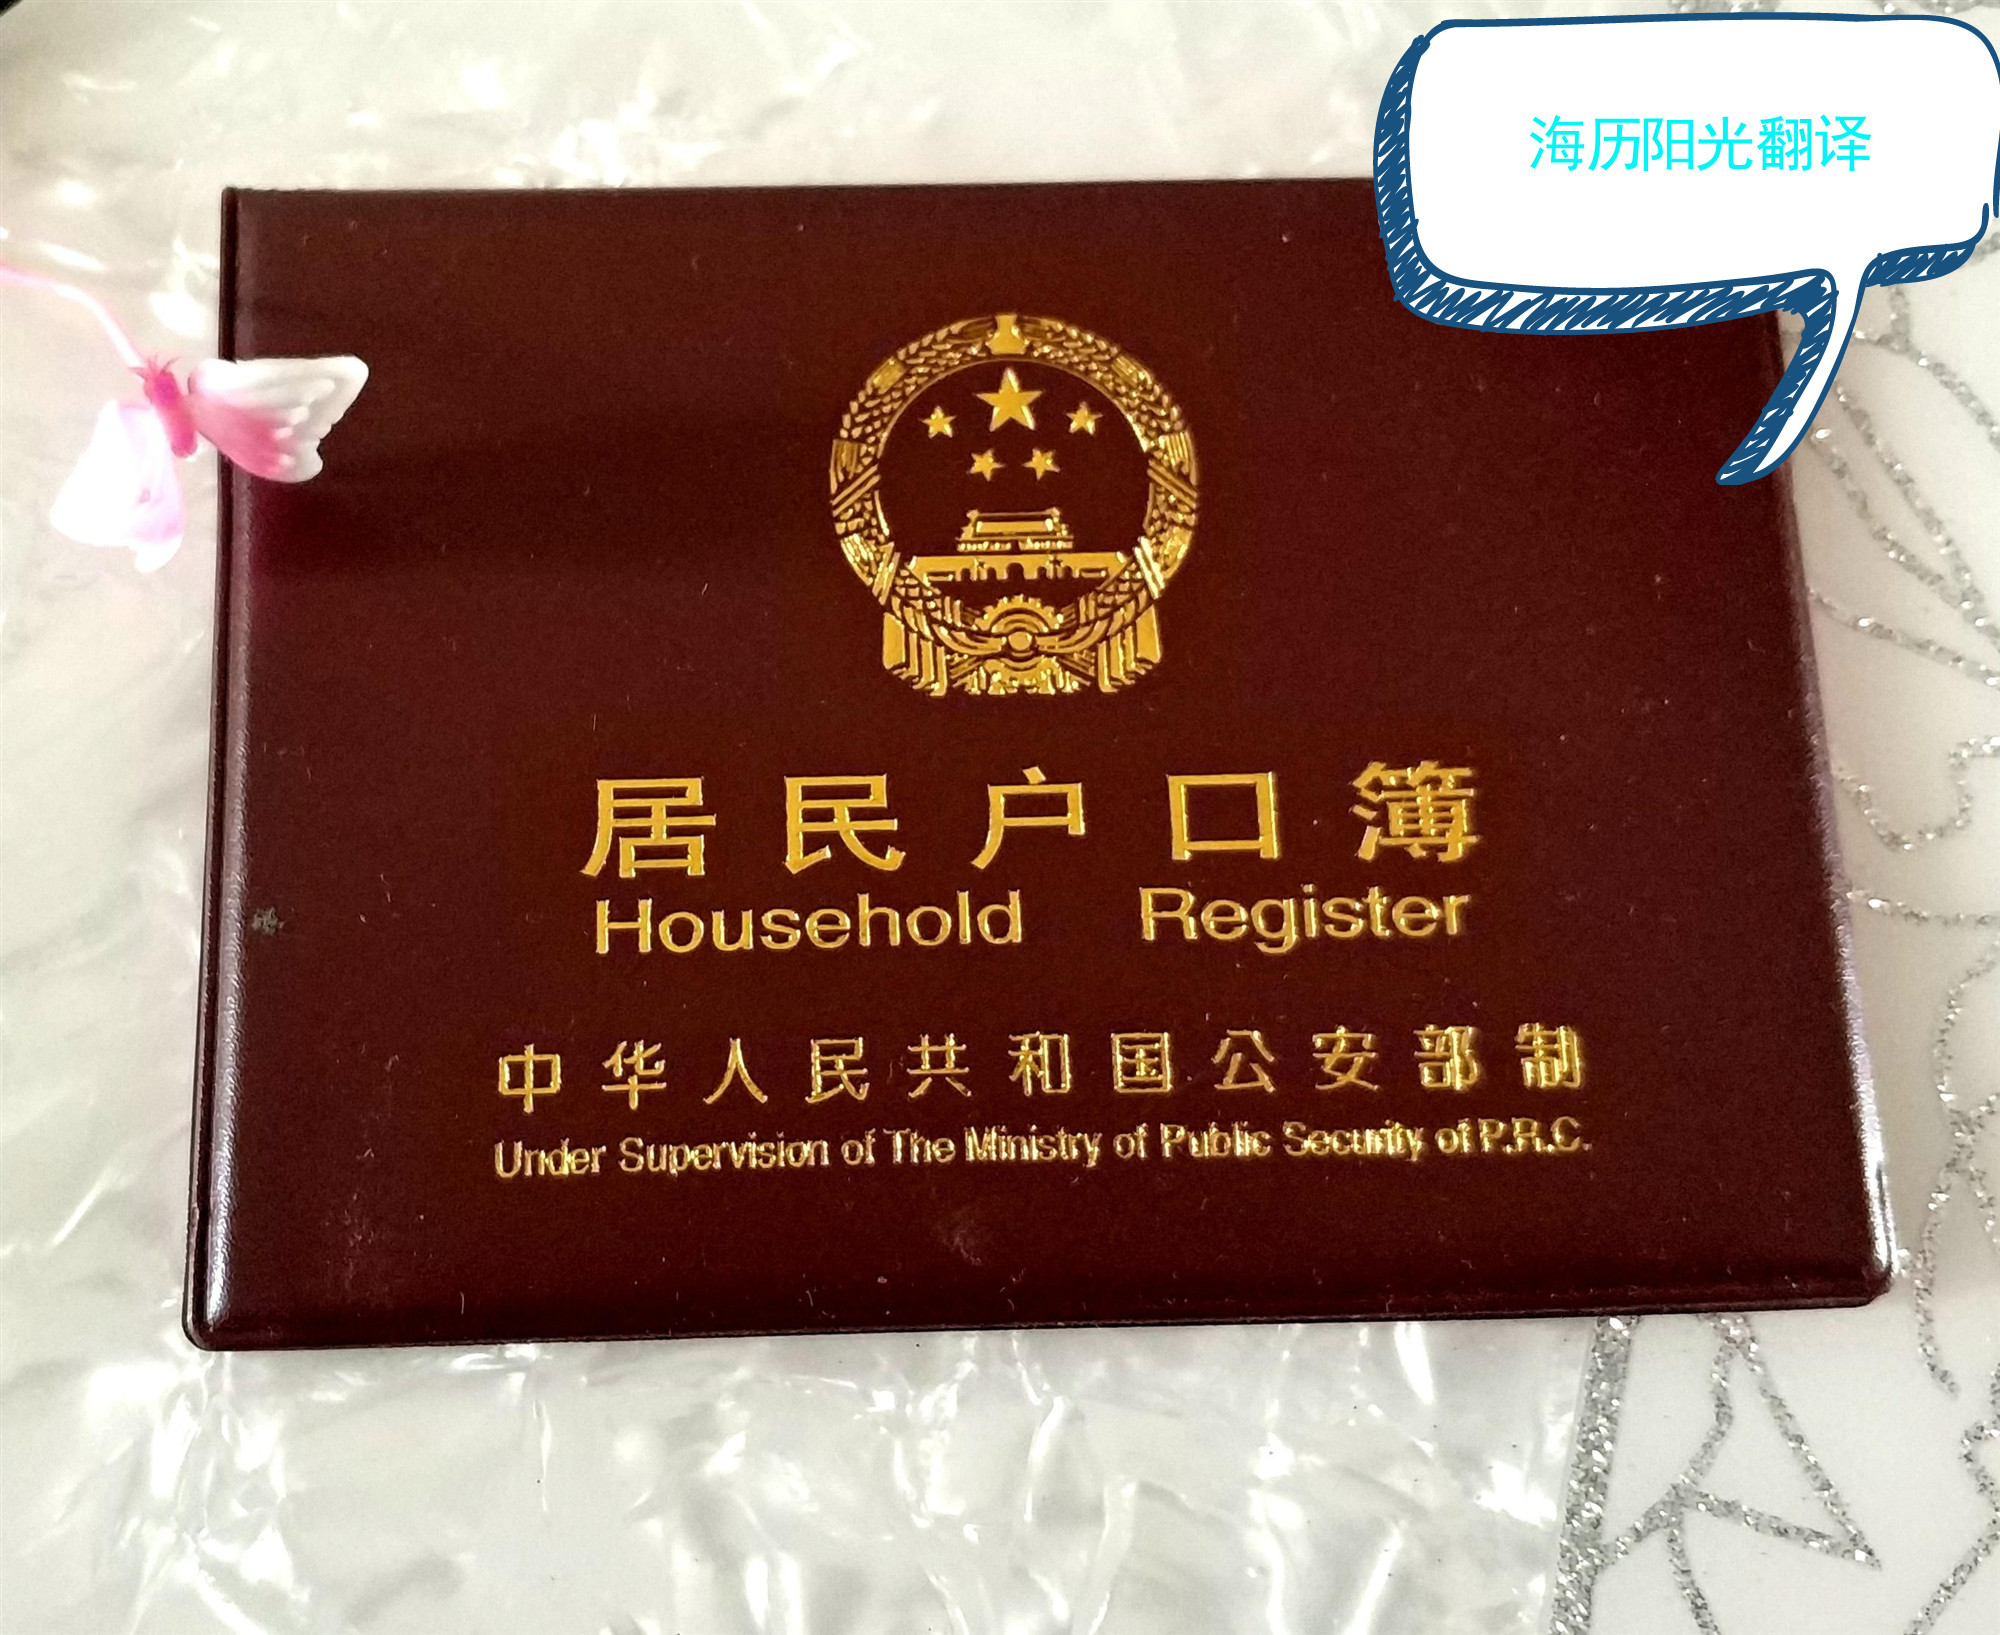 海历阳光翻译
居民户口簿
Household Register
中华人民共和国公安部制
Under Supervision of The Ministry of Public Security of P.R.C.